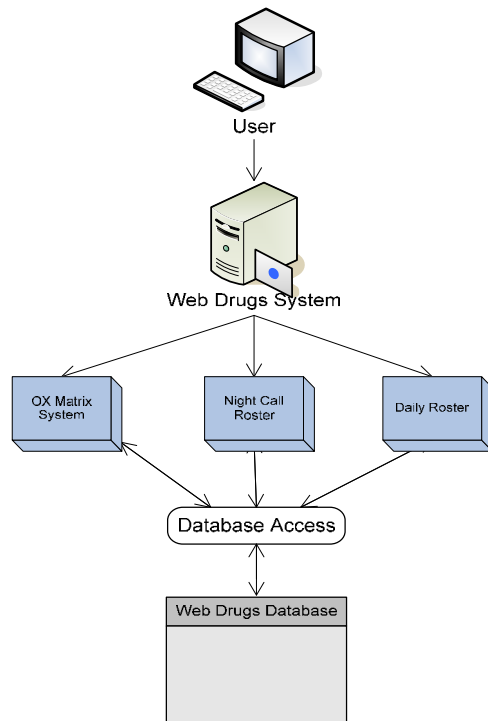 User
Web Drugs System
OX Matrix
System
Night Call
Roster
Daily Roster
Database Access
Web Drugs Database